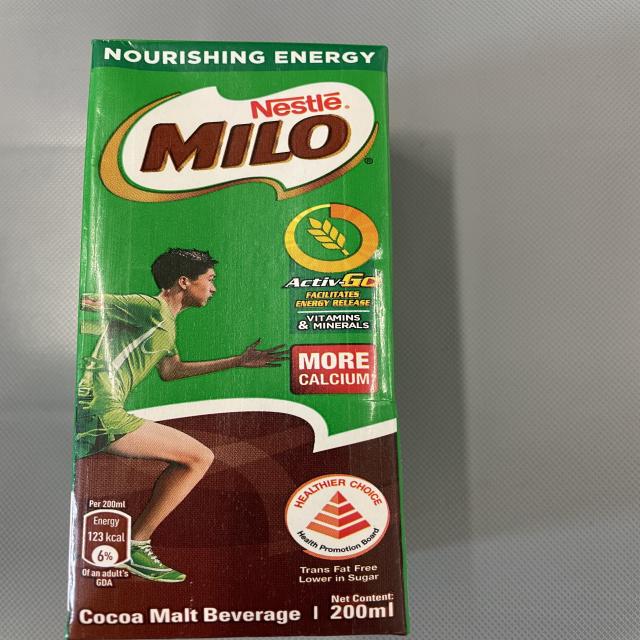 NOURISHING ENERGY
Nestlé®
MILO®
Activ-Go
FACILITATES
ENERGY RELEASE
VITAMINS
& MINERALS
MORE
CALCIUM
Per 200ml
Energy
123 kcal
6%
Of an adult's
GDA
HEALTHIER CHOICE
Health Promotion Board
Trans Fat Free
Lower in Sugar
Cocoa Malt Beverage | Net Content:
200ml